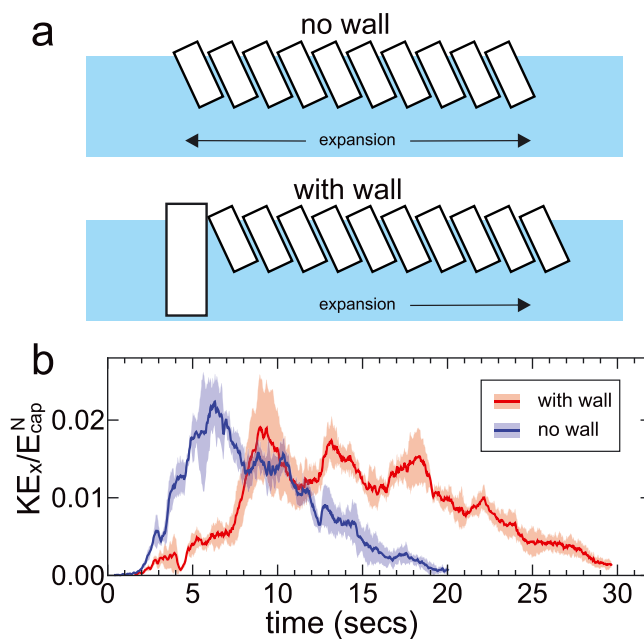 a
no wall
expansion
with wall
expansion
b
KEₓ/Eᴺcap
0.02
0.01
0.00
with wall
no wall
0 5 10 15 20 25 30
time (secs)